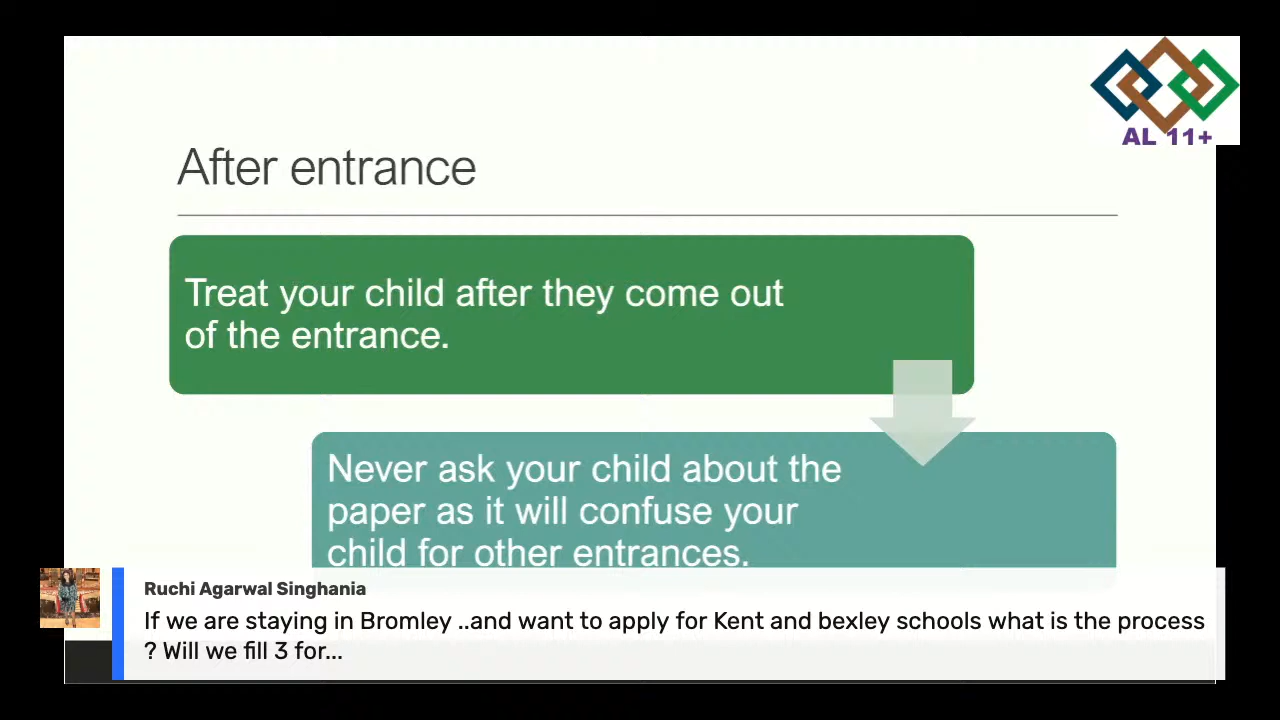 AL 11+
After entrance
Treat your child after they come out
of the entrance.
Never ask your child about the
paper as it will confuse your
child for other entrances.
Ruchi Agarwal Singhania
If we are staying in Bromley ..and want to apply for Kent and bexley schools what is the process
? Will we fill 3 for...